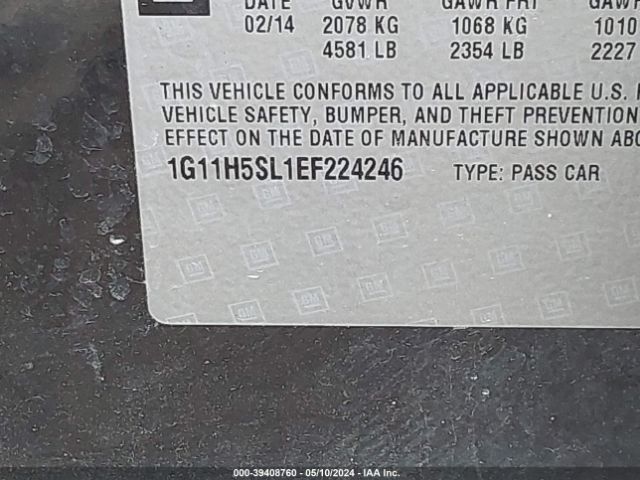 DATE GVWR GAWR FRT GAWR
02/14 2078 KG 1068 KG 1010
4581 LB 2354 LB 2227
THIS VEHICLE CONFORMS TO ALL APPLICABLE U.S.
VEHICLE SAFETY, BUMPER, AND THEFT PREVENTION
EFFECT ON THE DATE OF MANUFACTURE SHOWN ABO
1G11H5SL1EF224246 TYPE: PASS CAR
GM
000-39408760 - 05/10/2024 - IAA Inc.